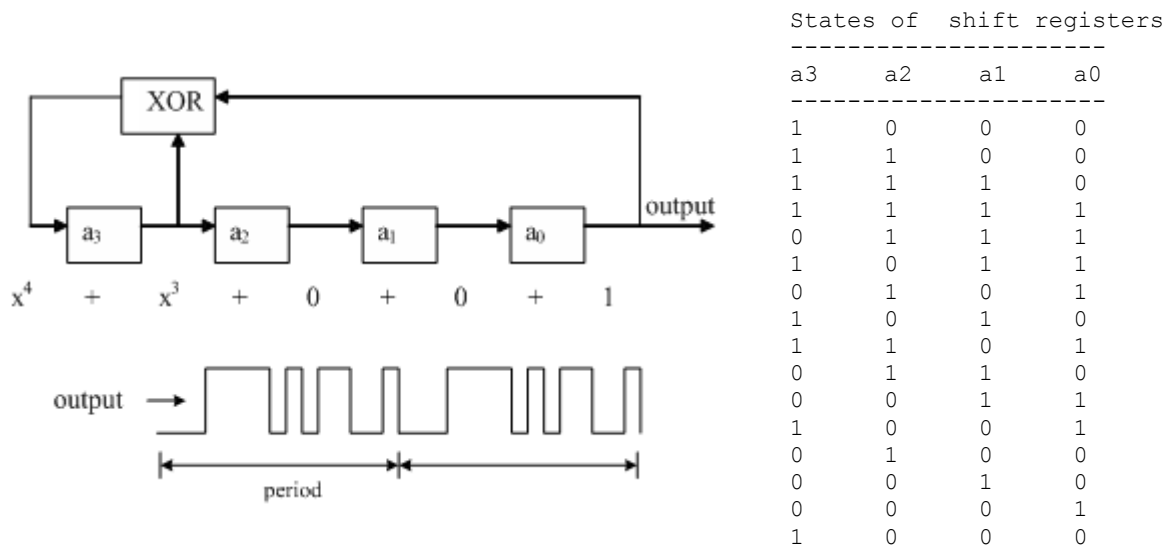 XOR
output
a₃ a₂ a₁ a₀
x⁴ + x³ + 0 + 0 + 1
output
period
States of shift registers
----------------------
a3 a2 a1 a0
----------------------
1 0 0 0
1 1 0 0
1 1 1 0
1 1 1 1
0 1 1 1
1 0 1 1
0 1 0 1
1 0 1 0
1 1 0 1
0 1 1 0
0 0 1 1
1 0 0 1
0 1 0 0
0 0 1 0
0 0 0 1
1 0 0 0